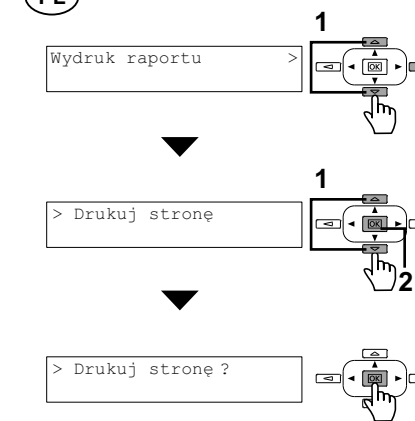 PL
1
Wydruk raportu >
OK
1
> Drukuj stronę
OK
2
> Drukuj stronę ?
OK